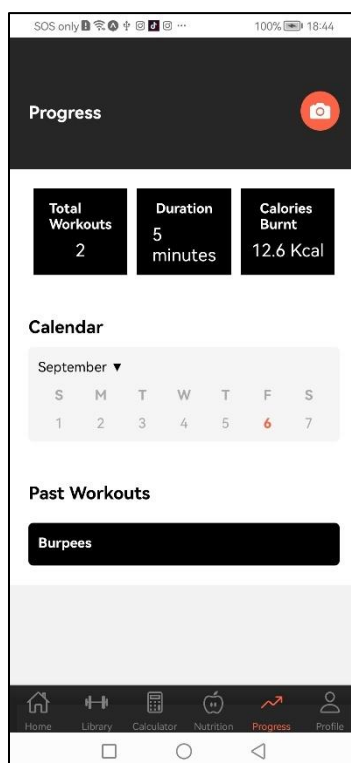 SOS only ... 100% 18:44
Progress
Total Workouts
2
Duration
5 minutes
Calories Burnt
12.6 Kcal
Calendar
September ▼
S M T W T F S
1 2 3 4 5 6 7
Past Workouts
Burpees
Home Library Calculator Nutrition Progress Profile